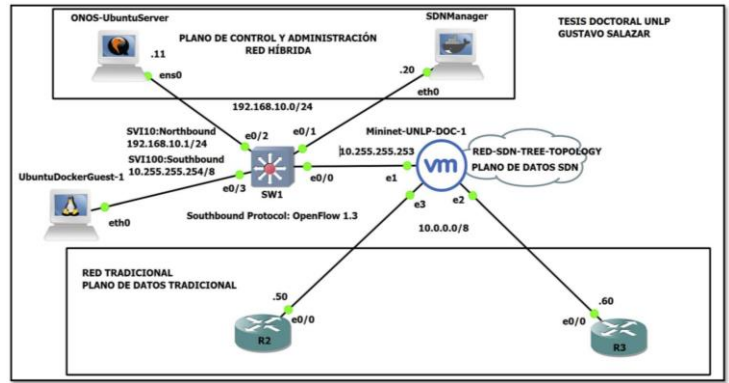 ONOS-UbuntuServer
SDNManager
TESIS DOCTORAL UNLP
GUSTAVO SALAZAR
PLANO DE CONTROL Y ADMINISTRACIÓN
RED HÍBRIDA
.11
.20
ens0
eth0
192.168.10.0/24
SVI10:Northbound
192.168.10.1/24
e0/2
e0/1
Mininet-UNLP-DOC-1
SVI100:Southbound
10.255.255.254/8
10.255.255.253
RED-SDN-TREE-TOPOLOGY
PLANO DE DATOS SDN
vm
UbuntuDockerGuest-1
e0/3
e0/0
e1
SW1
e3
e2
eth0
Southbound Protocol: OpenFlow 1.3
10.0.0.0/8
RED TRADICIONAL
PLANO DE DATOS TRADICIONAL
.50
.60
e0/0
e0/0
R2
R3